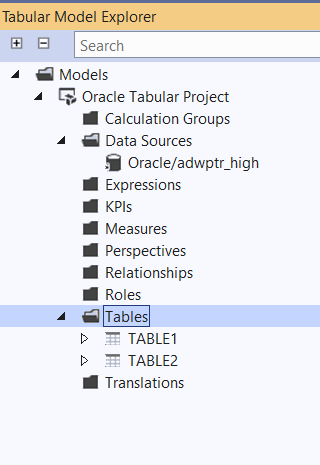 Tabular Model Explorer
Search
Models
Oracle Tabular Project
Calculation Groups
Data Sources
Oracle/adwptr_high
Expressions
KPIs
Measures
Perspectives
Relationships
Roles
Tables
TABLE1
TABLE2
Translations